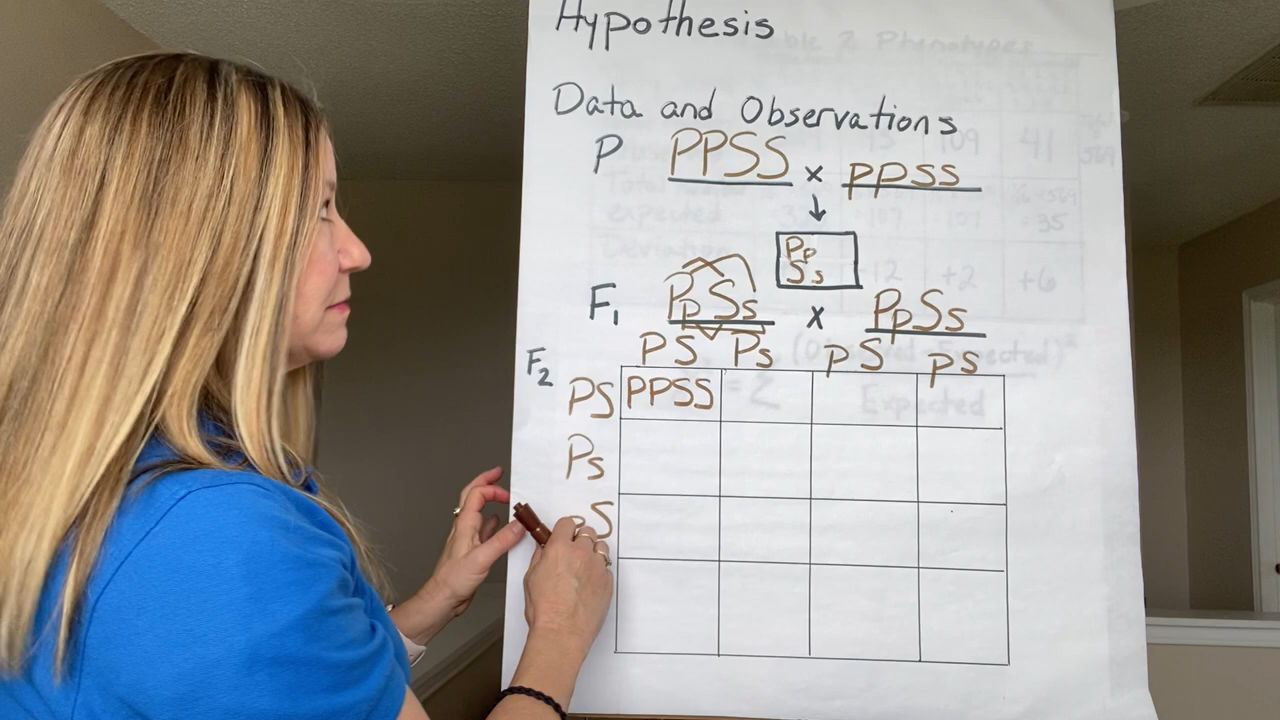 Hypothesis
Data and Observations
P PPSS x ppss
Pp
Ss
F1 PpSs x PpSs
PS Ps pS ps
F2
PS PPSS
Ps
pS